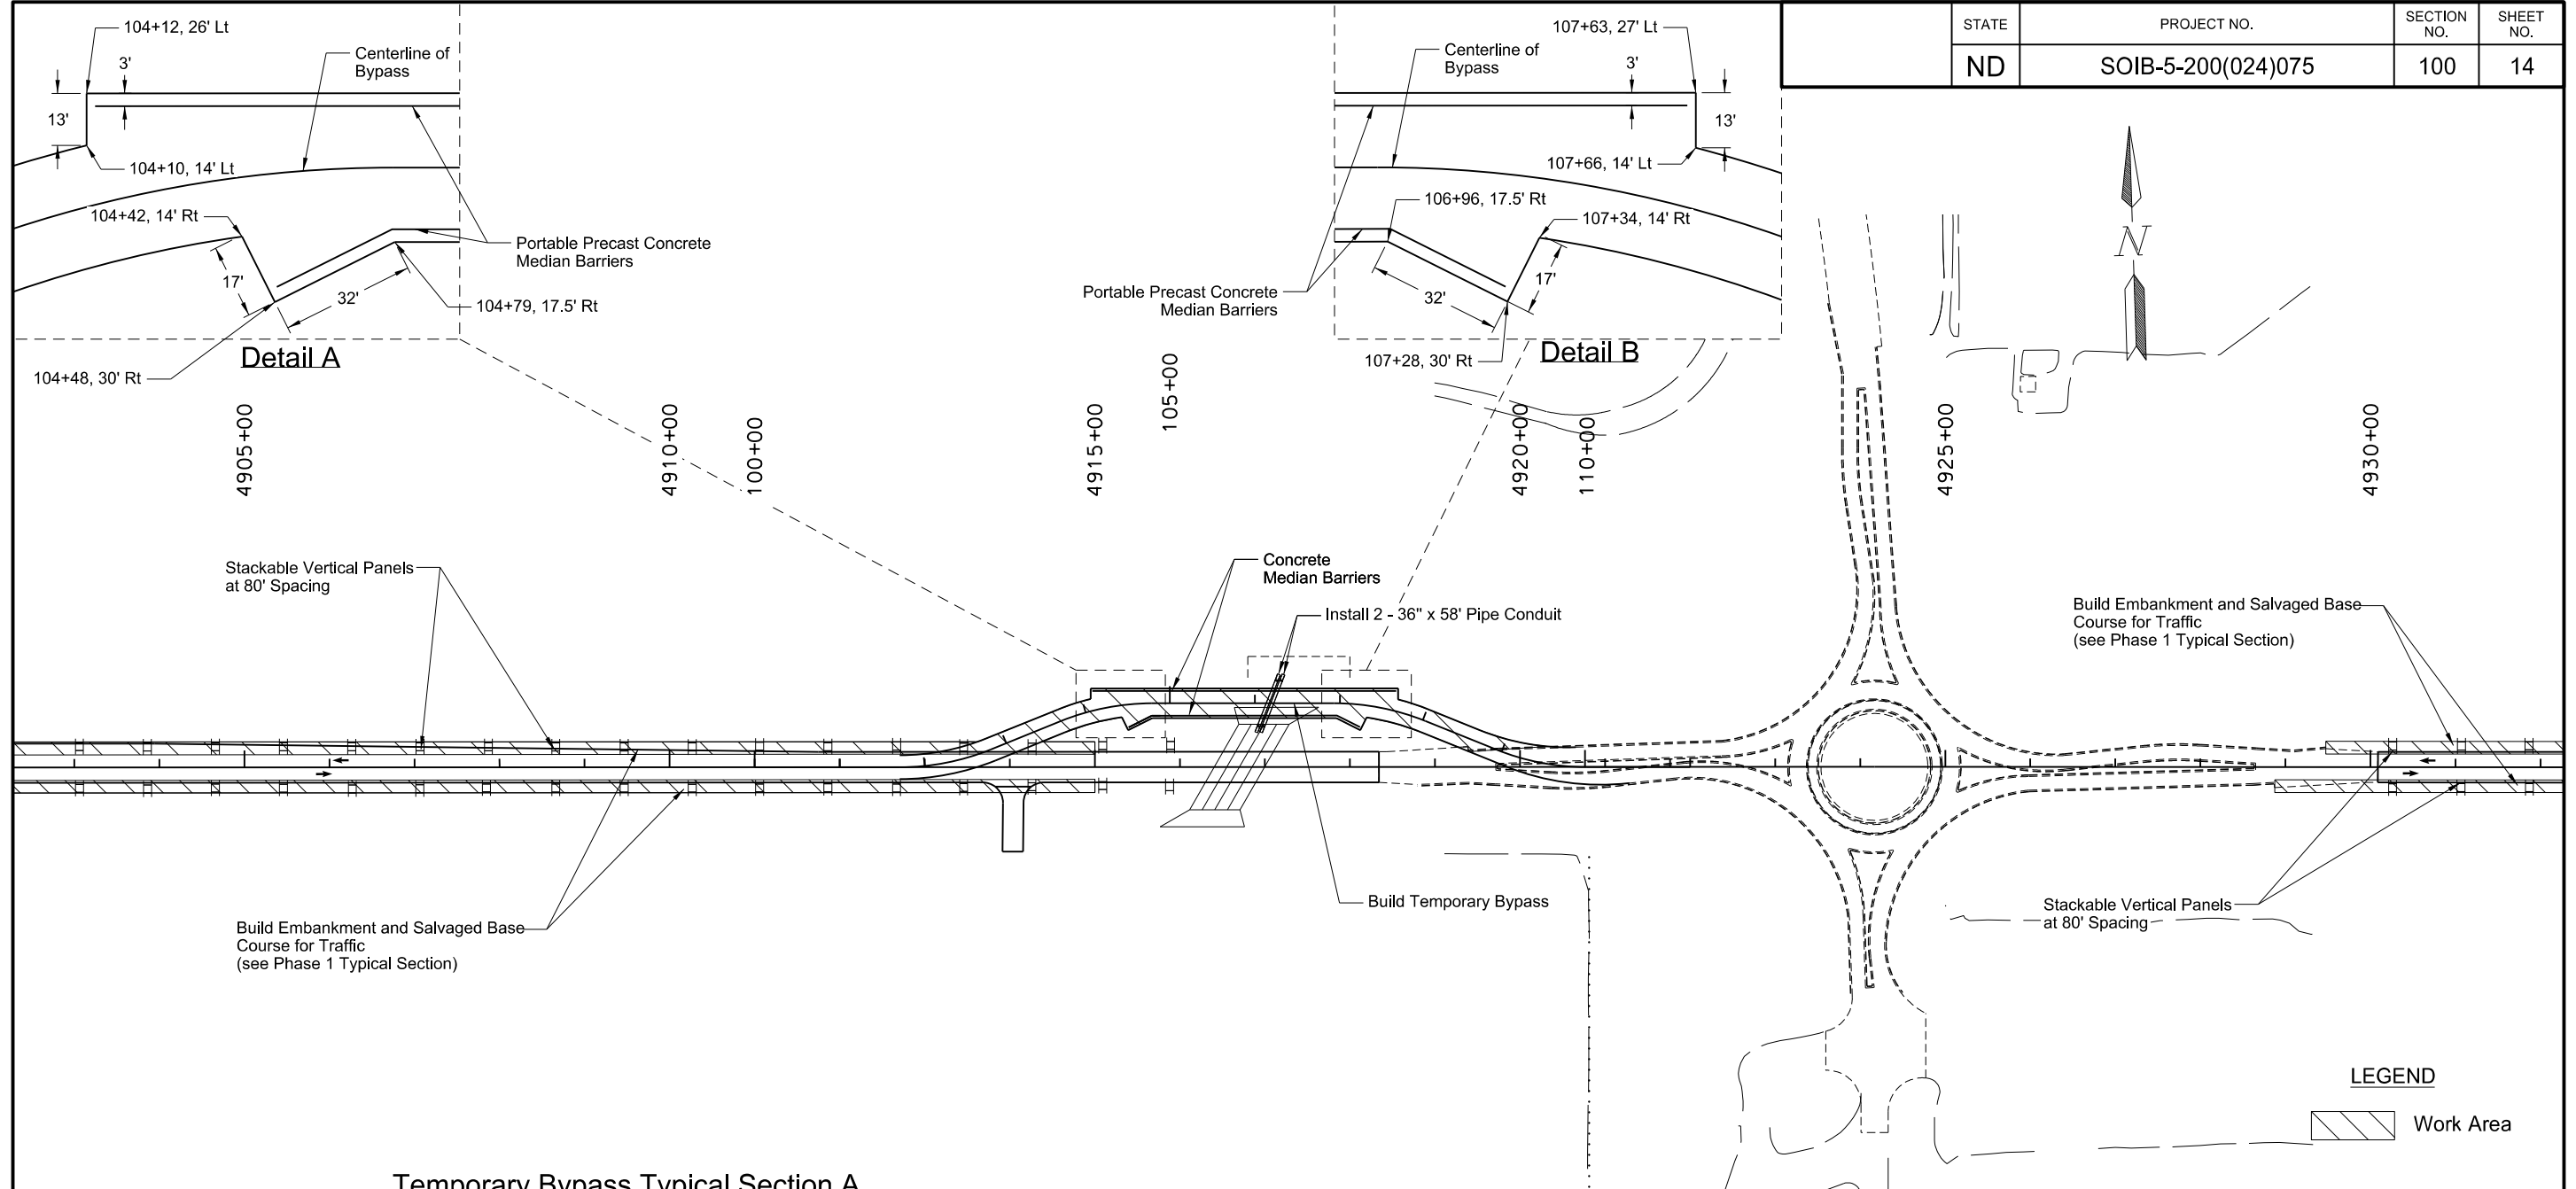 STATE
PROJECT NO.
SECTION
NO.
SHEET
NO.
ND
SOIB-5-200(024)075
100
14
104+12, 26' Lt
Centerline of
Bypass
3'
13'
104+10, 14' Lt
104+42, 14' Rt
Portable Precast Concrete
Median Barriers
17'
32'
104+79, 17.5' Rt
Detail A
104+48, 30' Rt
107+63, 27' Lt
Centerline of
Bypass
3'
13'
107+66, 14' Lt
106+96, 17.5' Rt
107+34, 14' Rt
Portable Precast Concrete
Median Barriers
17'
32'
Detail B
107+28, 30' Rt
N
4905+00
4910+00
100+00
4915+00
105+00
4920+00
110+00
4925+00
4930+00
Stackable Vertical Panels
at 80' Spacing
Concrete
Median Barriers
Install 2 - 36" x 58' Pipe Conduit
Build Embankment and Salvaged Base
Course for Traffic
(see Phase 1 Typical Section)
Build Temporary Bypass
Stackable Vertical Panels
at 80' Spacing
Build Embankment and Salvaged Base
Course for Traffic
(see Phase 1 Typical Section)
LEGEND
Work Area
Temporary Bypass Typical Section A